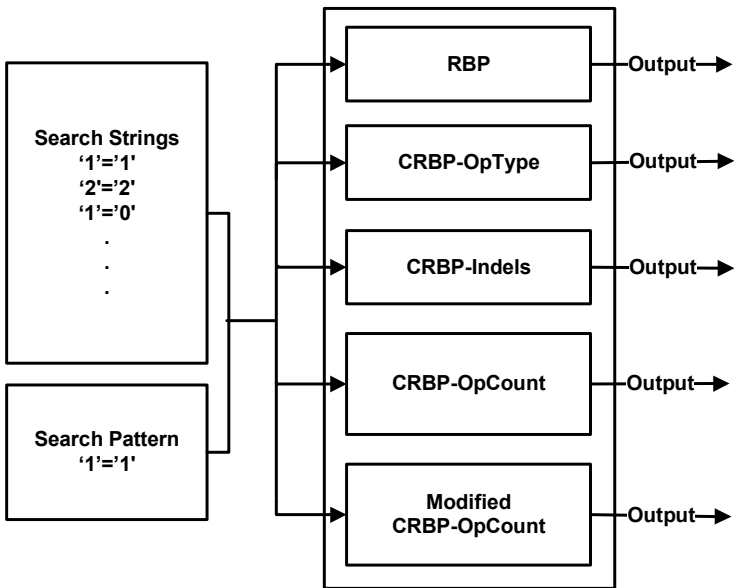 Search Strings
‘1’=’1'
‘2'=’2'
‘1’=’0'
.
.
.
Search Pattern
‘1’=’1'
RBP
Output
CRBP-OpType
Output
CRBP-Indels
Output
CRBP-OpCount
Output
Modified
CRBP-OpCount
Output